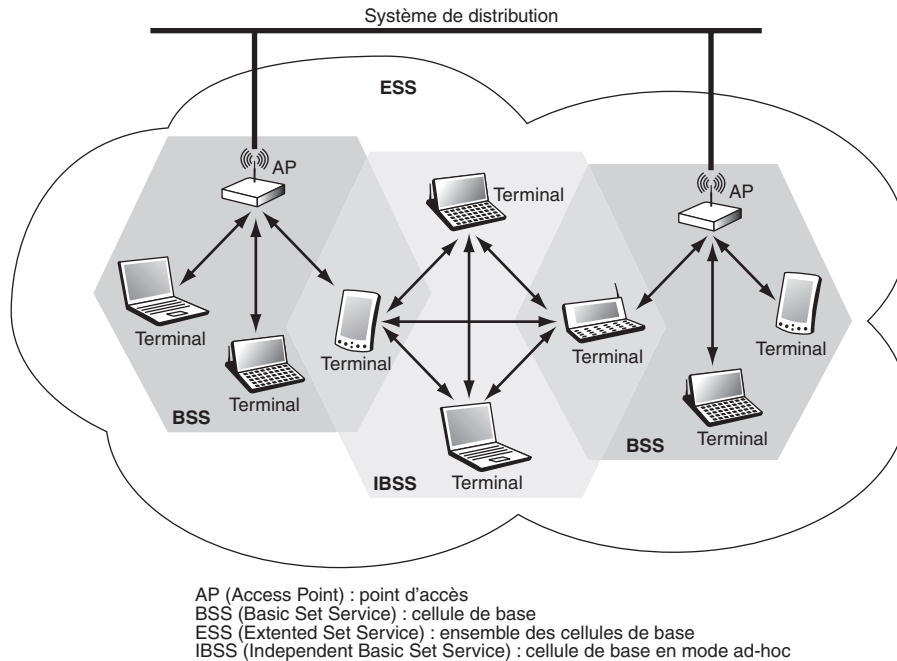 Système de distribution
ESS
AP
AP
Terminal
Terminal
Terminal
Terminal
Terminal
Terminal
Terminal
Terminal
BSS
BSS
IBSS
AP (Access Point) : point d'accès
BSS (Basic Set Service) : cellule de base
ESS (Extented Set Service) : ensemble des cellules de base
IBSS (Independent Basic Set Service) : cellule de base en mode ad-hoc